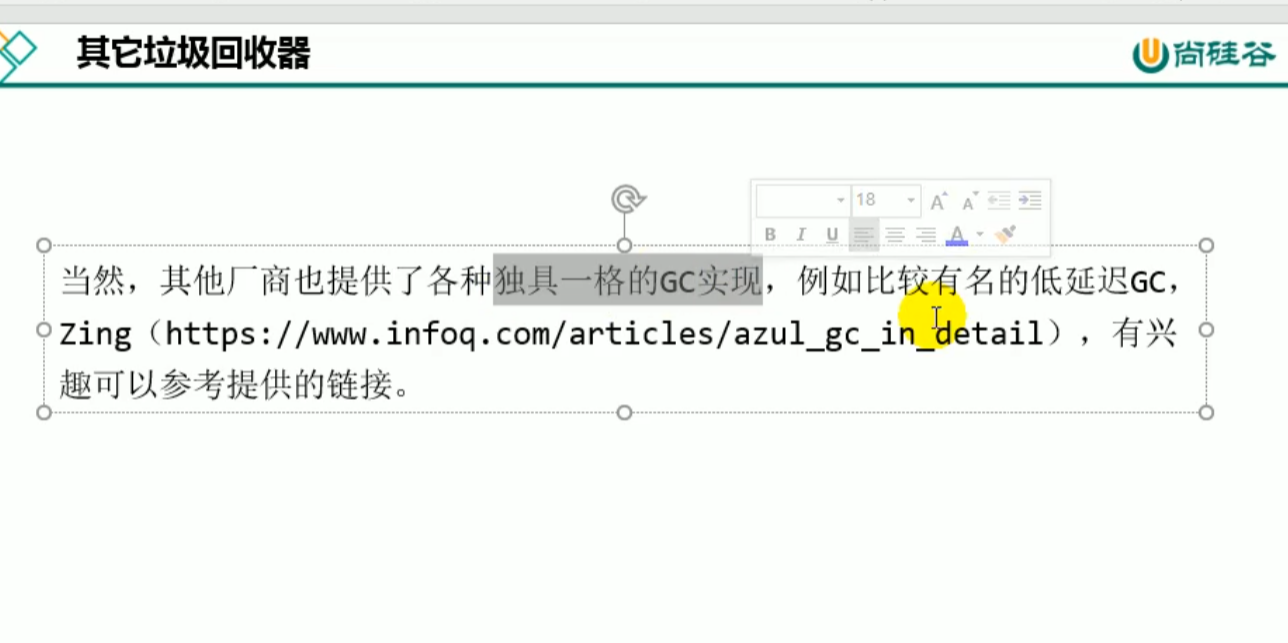 其它垃圾回收器
尚硅谷
18
B I U A
当然，其他厂商也提供了各种独具一格的GC实现，例如比较有名的低延迟GC，
Zing（https://www.infoq.com/articles/azul_gc_in_detail），有兴
趣可以参考提供的链接。